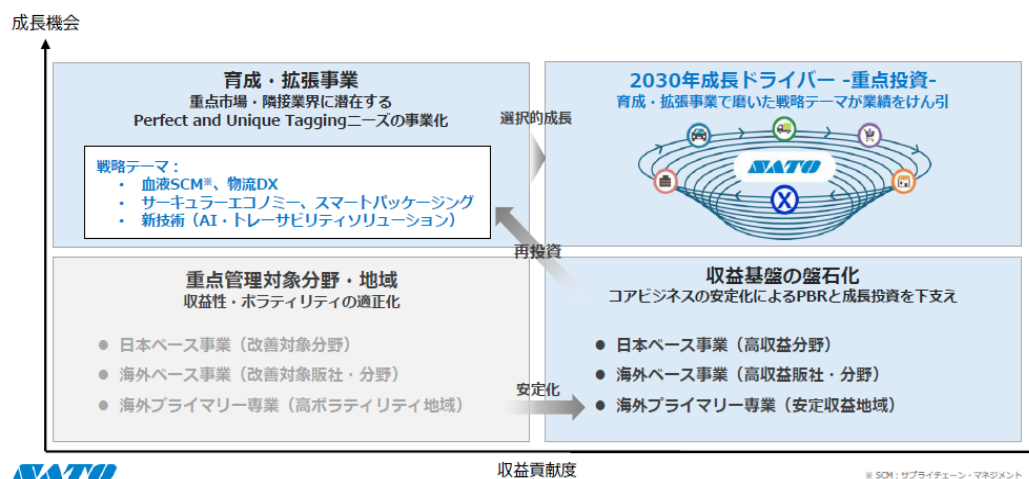 成長機会
育成・拡張事業
重点市場・隣接業界に潜在する
Perfect and Unique Taggingニーズの事業化
戦略テーマ：
• 血液SCM※、物流DX
• サーキュラーエコノミー、スマートパッケージング
• 新技術（AI・トレーサビリティソリューション）
選択的成長
2030年成長ドライバー -重点投資-
育成・拡張事業で磨いた戦略テーマが業績をけん引
SATO
X
再投資
重点管理対象分野・地域
収益性・ボラティリティの適正化
● 日本ベース事業（改善対象分野）
● 海外ベース事業（改善対象販社・分野）
● 海外プライマリー専業（高ボラティリティ地域）
安定化
収益基盤の盤石化
コアビジネスの安定化によるPBRと成長投資を下支え
● 日本ベース事業（高収益分野）
● 海外ベース事業（高収益販社・分野）
● 海外プライマリー専業（安定収益地域）
SATO
収益貢献度
※ SCM：サプライチェーン・マネジメント